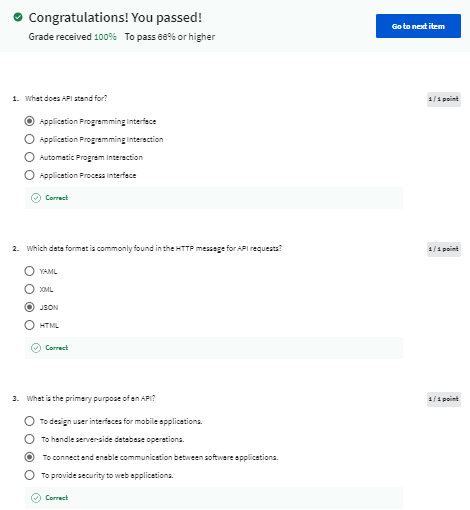 Congratulations! You passed!
Grade received 100% To pass 66% or higher
Go to next item
1. What does API stand for?
1 / 1 point
Application Programming Interface
Application Programming Interaction
Automatic Program Interaction
Application Process Interface
Correct
2. Which data format is commonly found in the HTTP message for API requests?
1 / 1 point
YAML
XML
JSON
HTML
Correct
3. What is the primary purpose of an API?
1 / 1 point
To design user interfaces for mobile applications.
To handle server-side database operations.
To connect and enable communication between software applications.
To provide security to web applications.
Correct